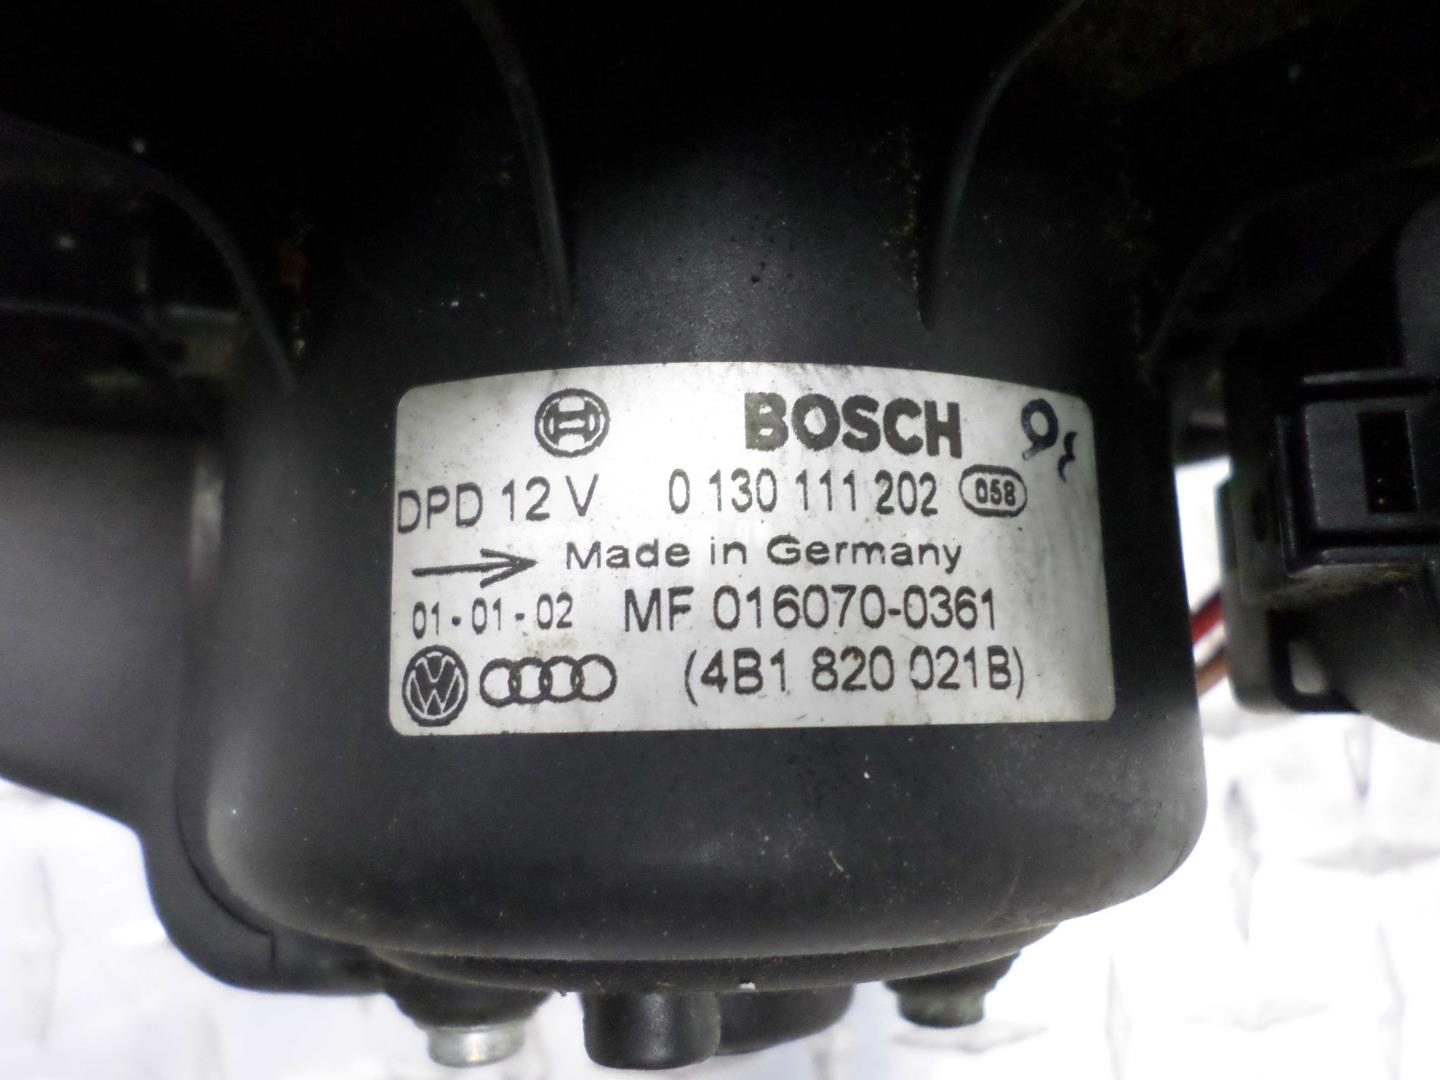 BOSCH
DPD 12 V 0 130 111 202 058
Made in Germany
01-01-02 MF 016070-0361
(4B1 820 021B)